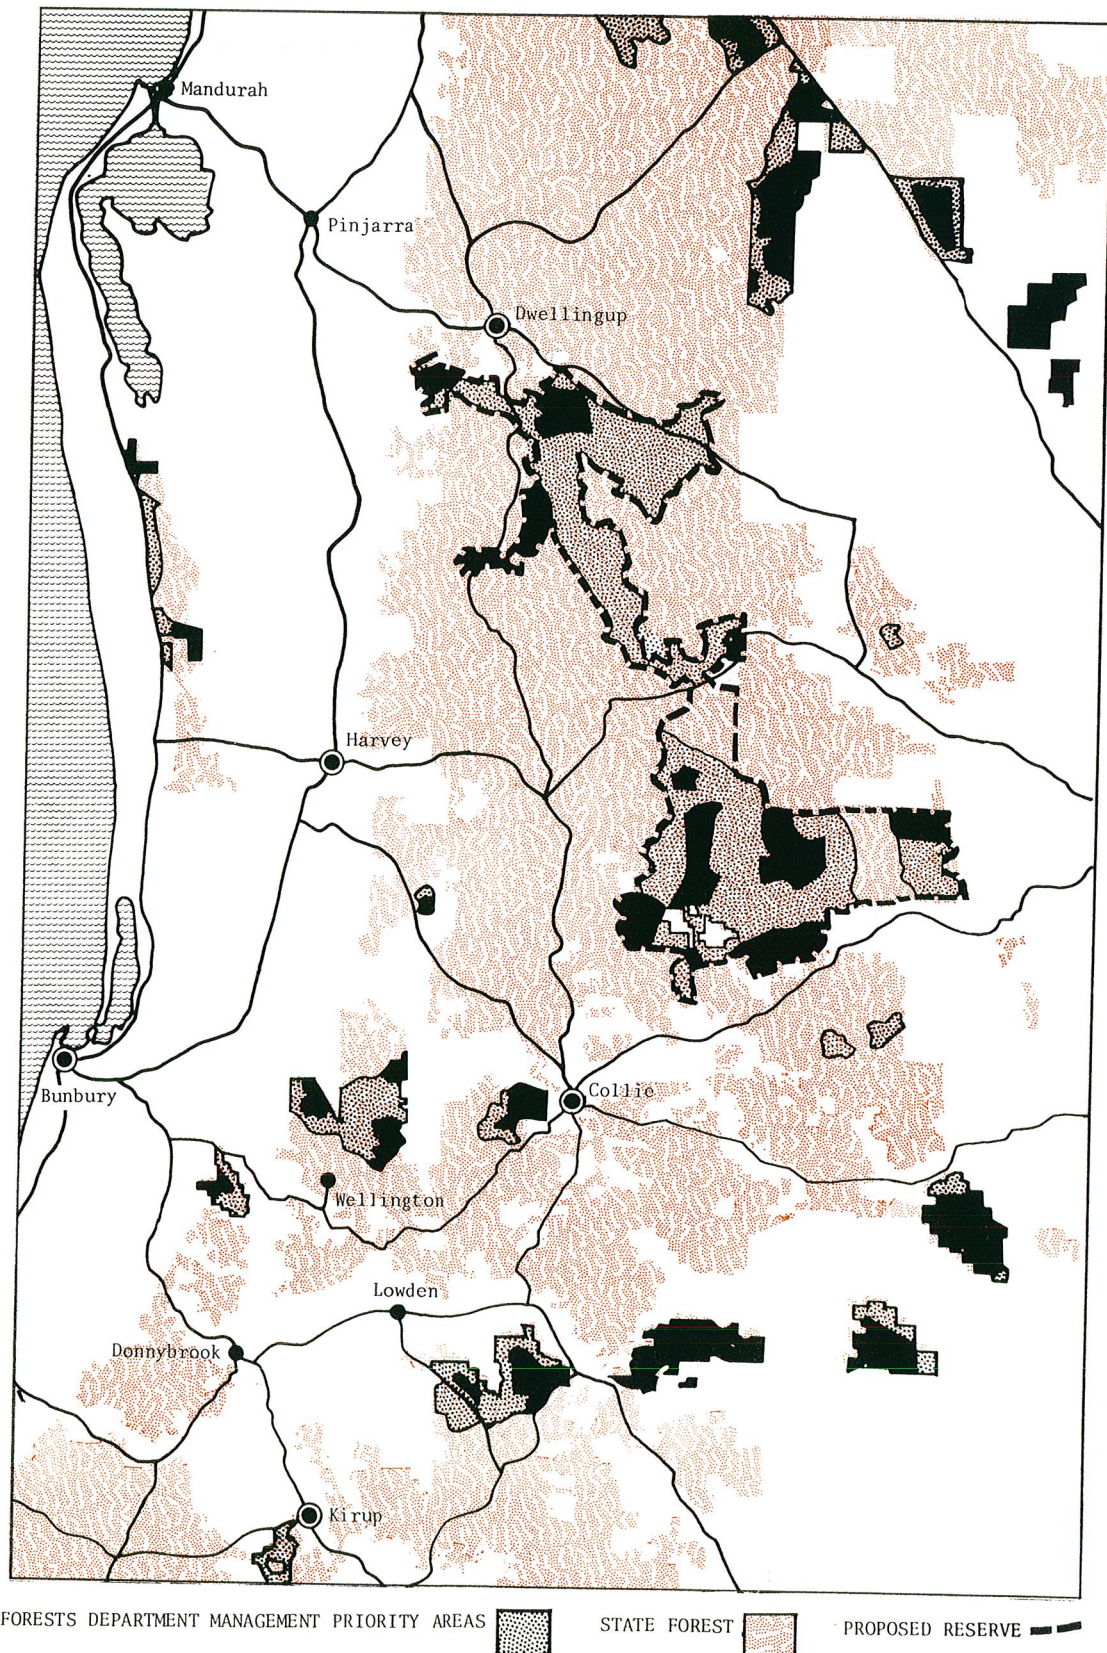 Mandurah
Pinjarra
Dwellingup
Harvey
Collie
Bunbury
Wellington
Lowden
Donnybrook
Kirup
FORESTS DEPARTMENT MANAGEMENT PRIORITY AREAS
STATE FOREST
PROPOSED RESERVE